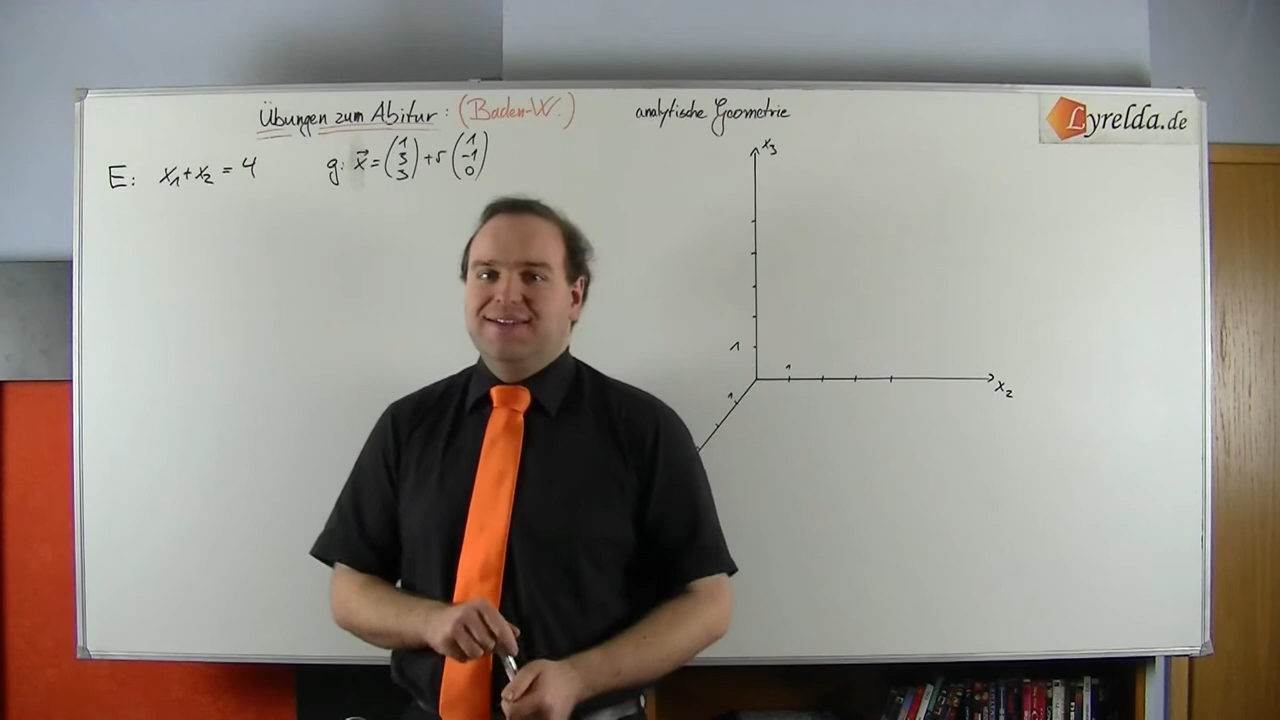 Übungen zum Abitur: (Baden-W.) analytische Geometrie
Lyrelda.de
E: x₁+x₂=4
g: x⃗ = (1 3 3) + r (1 -1 0)
x₃
1
1
x₂
1